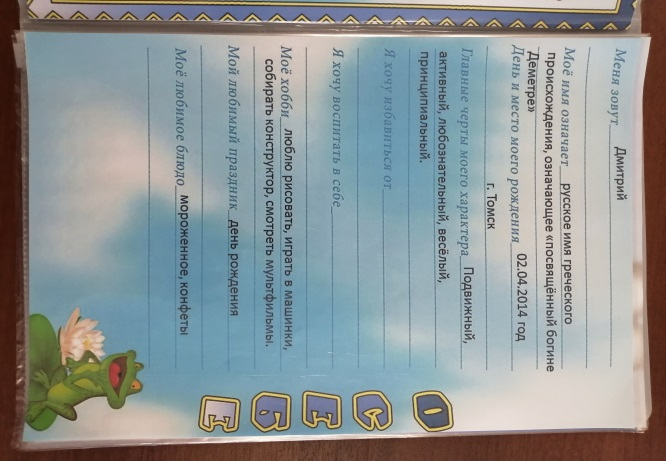 О СЕБЕ
Меня зовут Дмитрий
Моё имя означает русское имя греческого
происхождения, означающее «посвящённый богине
Деметре»
День и место моего рождения 02.04.2014 год
г. Томск
Главные черты моего характера Подвижный,
активный, любознательный, весёлый,
принципиальный.
Я хочу избавиться от
Я хочу воспитать в себе
Моё хобби люблю рисовать, играть в машинки,
собирать конструктор, смотреть мультфильмы.
Мой любимый праздник день рождения
Моё любимое блюдо мороженное, конфеты